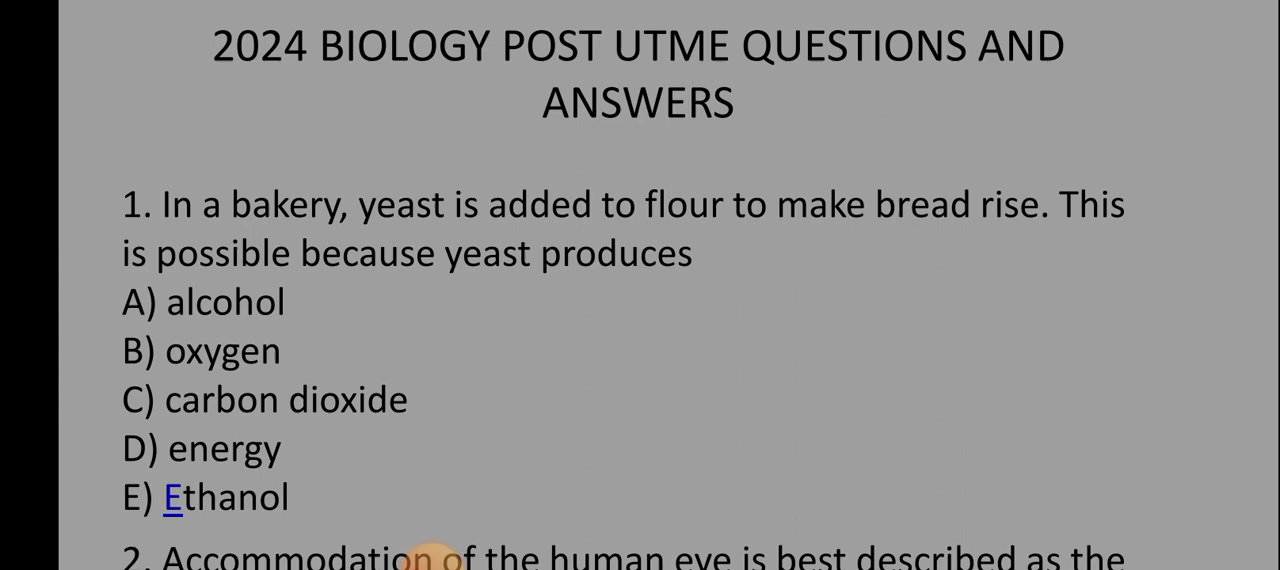 2024 BIOLOGY POST UTME QUESTIONS AND
ANSWERS
1. In a bakery, yeast is added to flour to make bread rise. This
is possible because yeast produces
A) alcohol
B) oxygen
C) carbon dioxide
D) energy
E) Ethanol
2. Accommodation of the human eye is best described as the